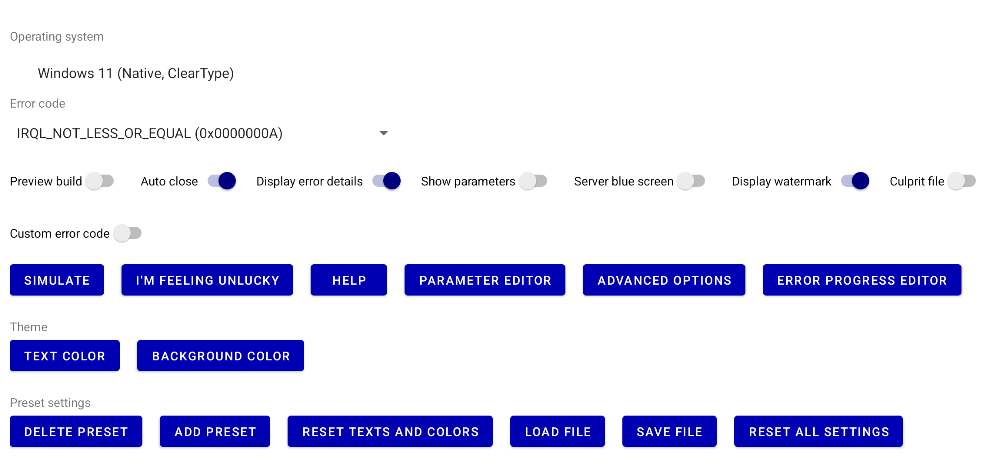 Operating system
Windows 11 (Native, ClearType)
Error code
IRQL_NOT_LESS_OR_EQUAL (0x0000000A)
Preview build Auto close Display error details Show parameters Server blue screen Display watermark Culprit file
Custom error code
SIMULATE I'M FEELING UNLUCKY HELP PARAMETER EDITOR ADVANCED OPTIONS ERROR PROGRESS EDITOR
Theme
TEXT COLOR BACKGROUND COLOR
Preset settings
DELETE PRESET ADD PRESET RESET TEXTS AND COLORS LOAD FILE SAVE FILE RESET ALL SETTINGS